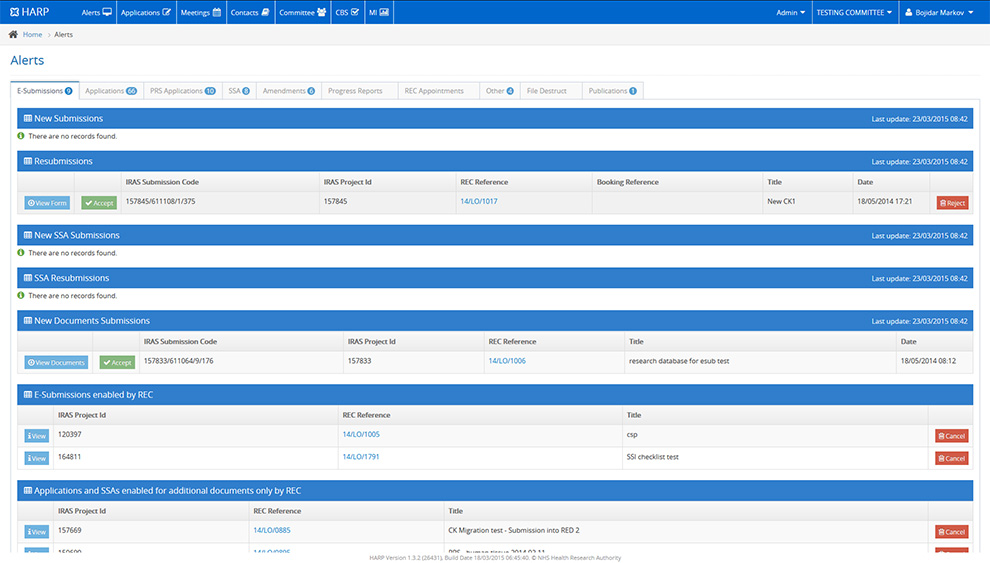 HARP Alerts Applications Meetings Contacts Committee CBS MI Admin TESTING COMMITTEE Bojidar Markov
Home > Alerts
Alerts
E-Submissions 9 Applications 66 PRS Applications 10 SSA 8 Amendments 6 Progress Reports REC Appointments Other 4 File Destruct Publications 1
New Submissions Last update: 23/03/2015 08:42
There are no records found.
Resubmissions Last update: 23/03/2015 08:42
IRAS Submission Code IRAS Project Id REC Reference Booking Reference Title Date
View Form Accept 157845/611108/1/375 157845 14/LO/1017 New CK1 18/05/2014 17:21 Reject
New SSA Submissions Last update: 23/03/2015 08:42
There are no records found.
SSA Resubmissions Last update: 23/03/2015 08:42
There are no records found.
New Documents Submissions Last update: 23/03/2015 08:42
IRAS Submission Code IRAS Project Id REC Reference Title Date
View Documents Accept 157833/611064/9/176 157833 14/LO/1006 research database for esub test 18/05/2014 08:12
E-Submissions enabled by REC
IRAS Project Id REC Reference Title
View 120397 14/LO/1005 csp Cancel
View 164811 14/LO/1791 SSI checklist test Cancel
Applications and SSAs enabled for additional documents only by REC
IRAS Project Id REC Reference Title
View 157669 14/LO/0885 CK Migration test - Submission into RED 2 Cancel
HARP Version 1.3.2 (26431), Build Date 18/03/2015 06:45:40. © NHS Health Research Authority